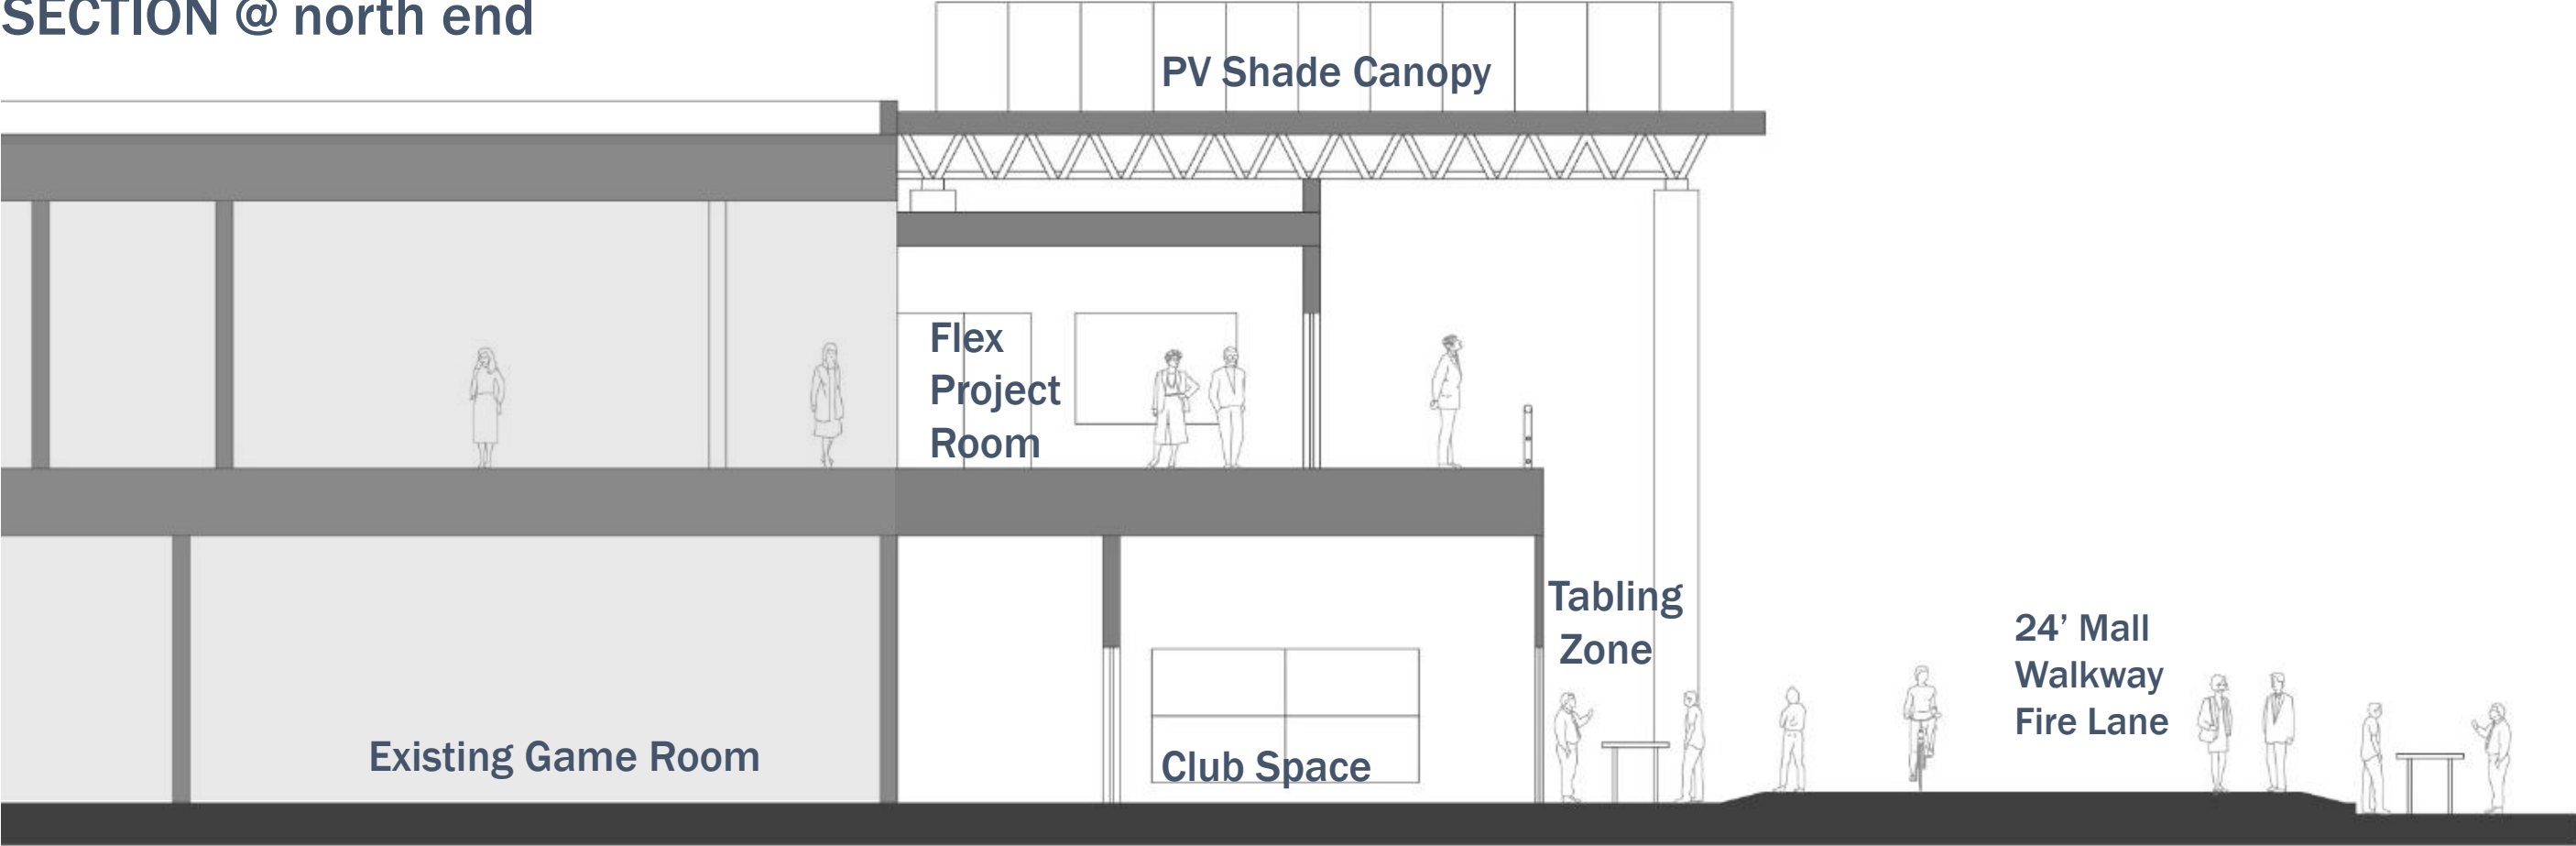 SECTION @ north end
PV Shade Canopy
Flex
Project
Room
Tabling
Zone
24’ Mall
Walkway
Fire Lane
Existing Game Room
Club Space